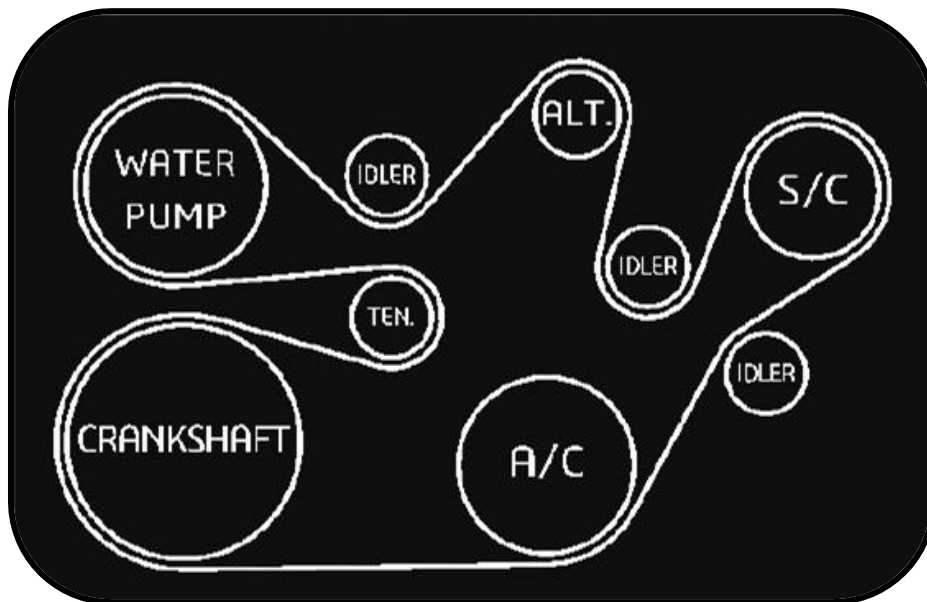 ALT.
WATER
PUMP
IDLER
S/C
IDLER
TEN.
IDLER
CRANKSHAFT
A/C